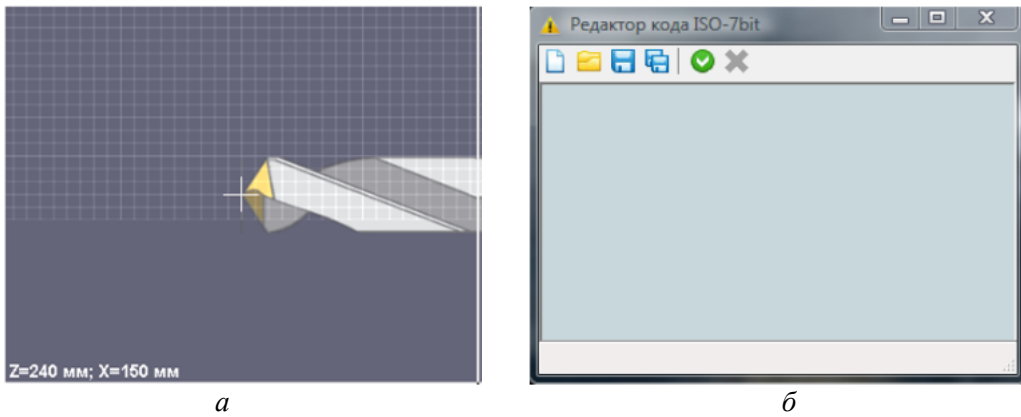 Редактор кода ISO-7bit
Z=240 мм; X=150 мм
а
б